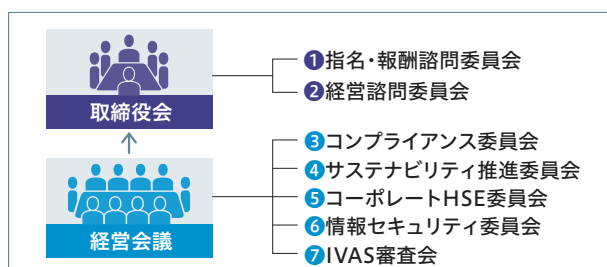 取締役会
❶指名・報酬諮問委員会
❷経営諮問委員会
経営会議
❸コンプライアンス委員会
❹サステナビリティ推進委員会
❺コーポレートHSE委員会
❻情報セキュリティ委員会
❼IVAS審査会